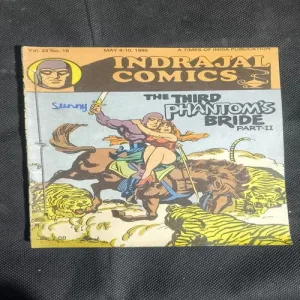 Vol. 23 No. 18 MAY 4-10, 1986 A TIMES OF INDIA PUBLICATION
INDRAJAL
COMICS
Sunny
THE THIRD
PHANTOM'S
BRIDE
PART-II